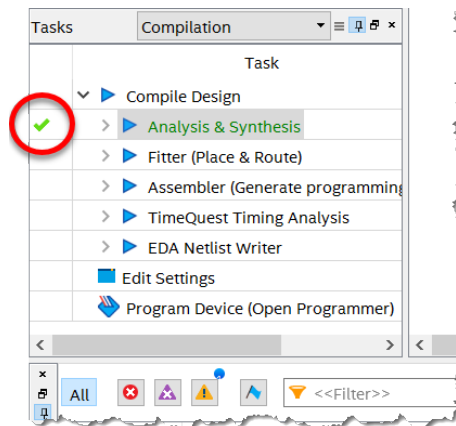 Tasks Compilation
Task
Compile Design
Analysis & Synthesis
Fitter (Place & Route)
Assembler (Generate programming
TimeQuest Timing Analysis
EDA Netlist Writer
Edit Settings
Program Device (Open Programmer)
All <<Filter>>